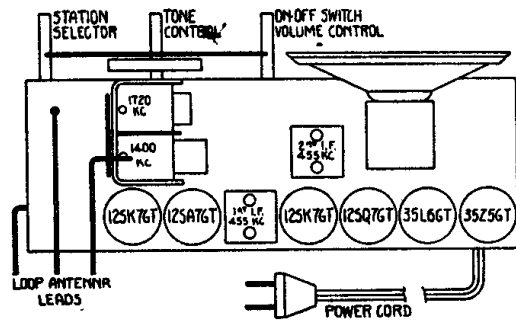 STATION
SELECTOR
TONE
CONTROL
ON-OFF SWITCH
VOLUME CONTROL
1720
KC
1400
KC
2ND I.F.
455 KC
12SK7GT
12SA7GT
1ST I.F.
455 KC
12SK7GT
12SQ7GT
35L6GT
35Z5GT
LOOP ANTENNA
LEADS
POWER CORD